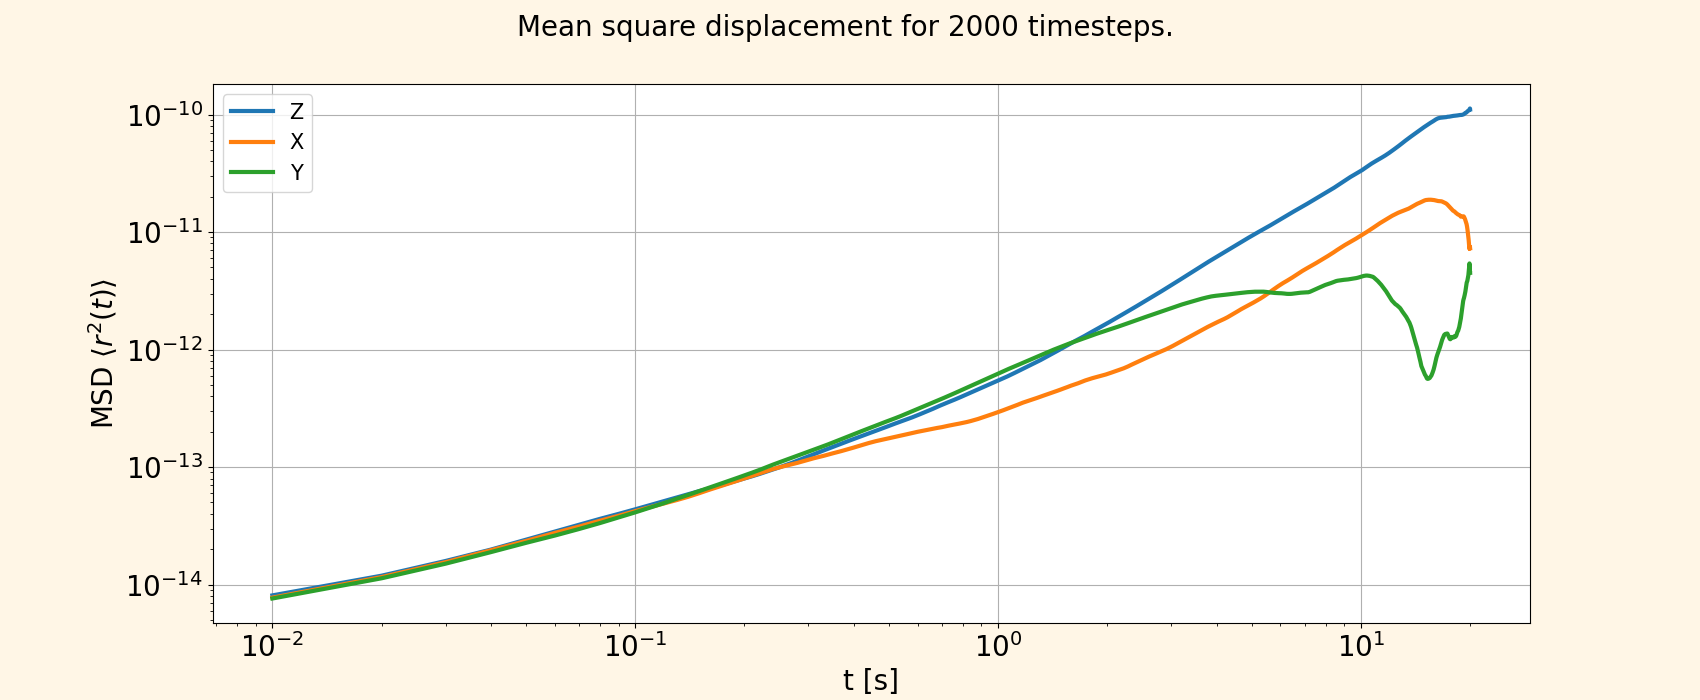 Mean square displacement for 2000 timesteps.
MSD ⟨r²(t)⟩
10⁻¹⁰
10⁻¹¹
10⁻¹²
10⁻¹³
10⁻¹⁴
Z
X
Y
10⁻² 10⁻¹ 10⁰ 10¹
t [s]